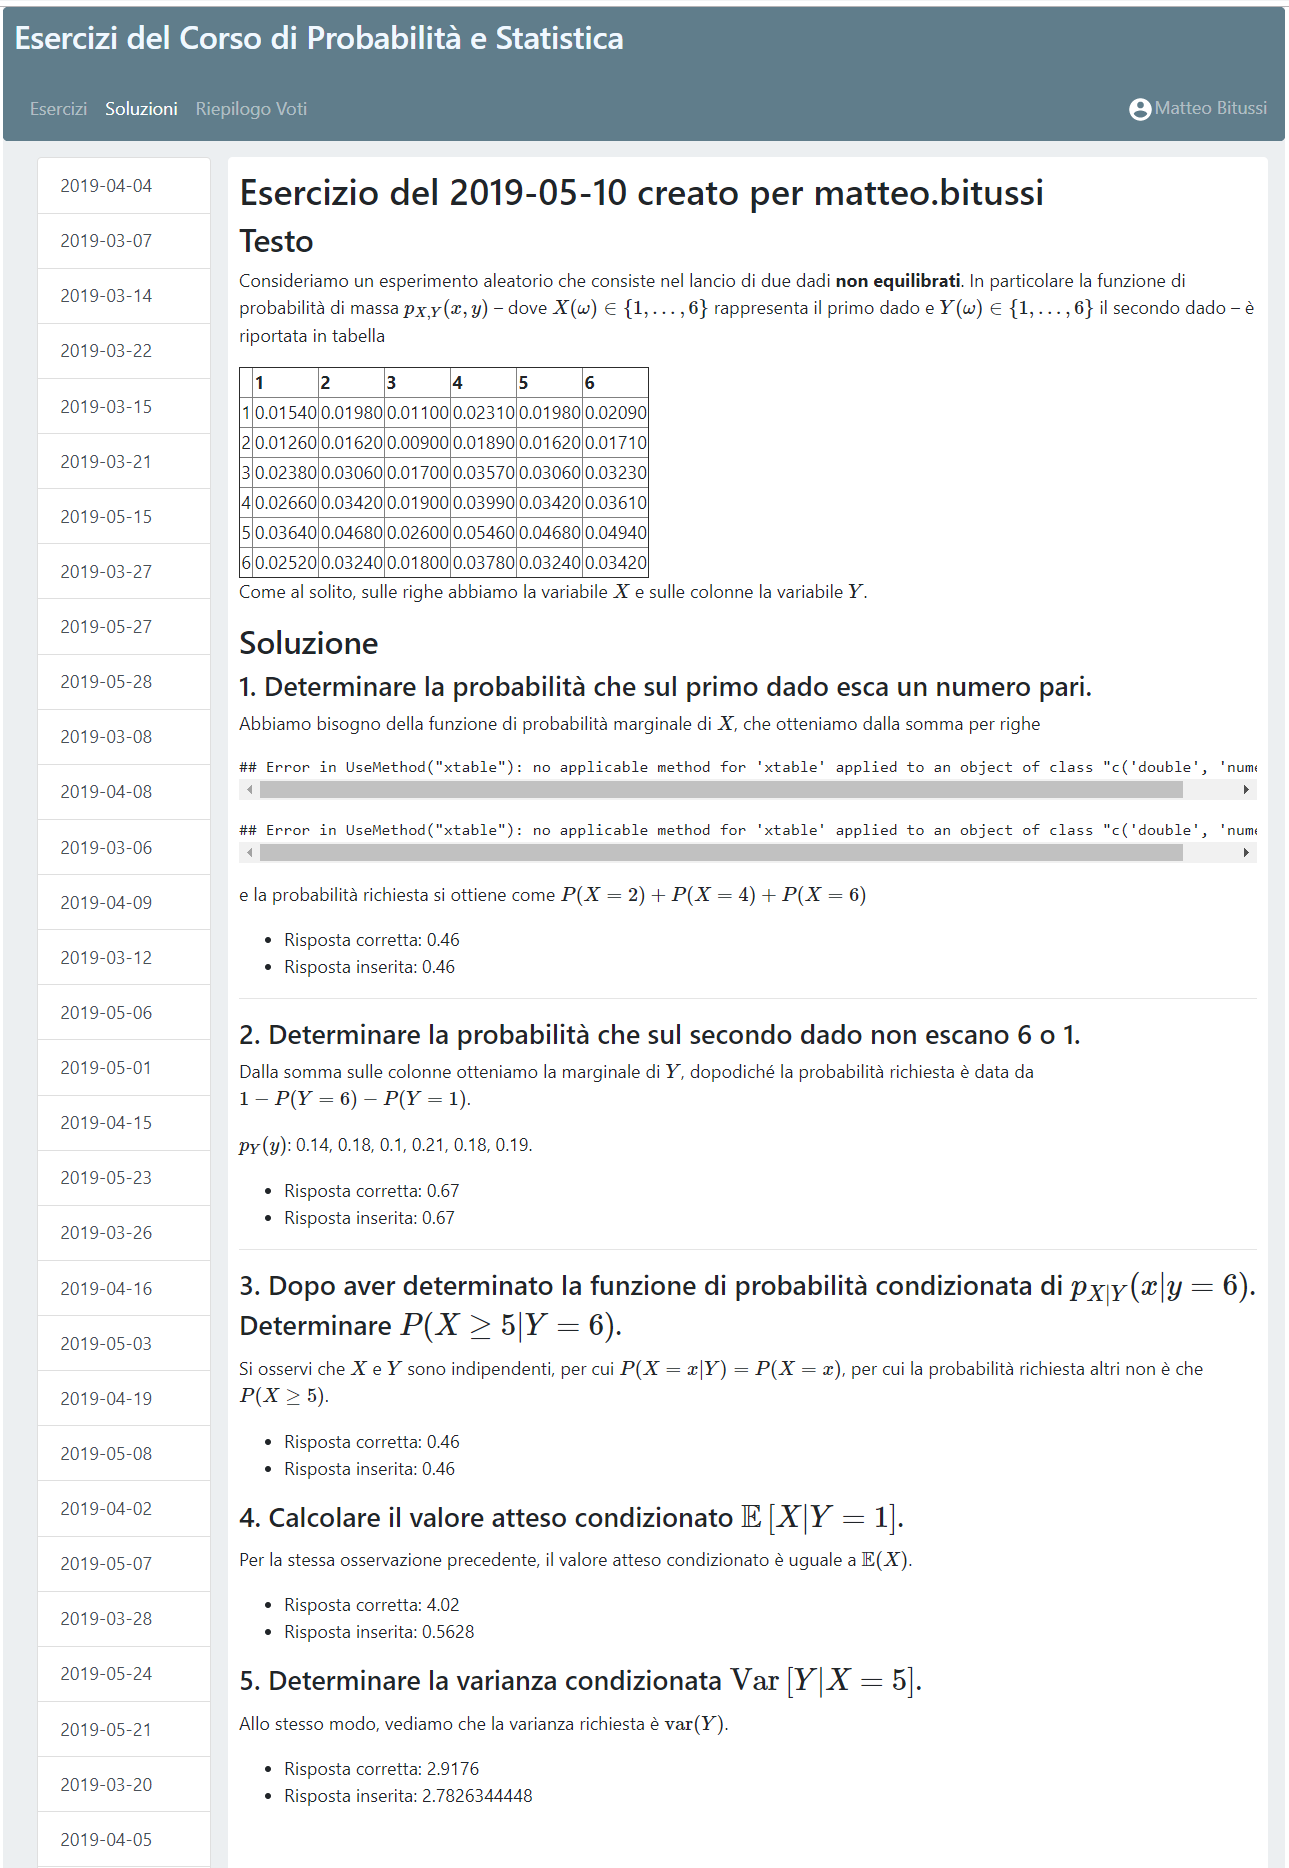 Esercizi del Corso di Probabilità e Statistica
Esercizi Soluzioni Riepilogo Voti Matteo Bitussi
2019-04-04
2019-03-07
2019-03-14
2019-03-22
2019-03-15
2019-03-21
2019-05-15
2019-03-27
2019-05-27
2019-05-28
2019-03-08
2019-04-08
2019-03-06
2019-04-09
2019-03-12
2019-05-06
2019-05-01
2019-04-15
2019-05-23
2019-03-26
2019-04-16
2019-05-03
2019-04-19
2019-05-08
2019-04-02
2019-05-07
2019-03-28
2019-05-24
2019-05-21
2019-03-20
2019-04-05
Esercizio del 2019-05-10 creato per matteo.bitussi
Testo
Consideriamo un esperimento aleatorio che consiste nel lancio di due dadi non equilibrati. In particolare la funzione di
probabilità di massa p_{X,Y}(x, y) – dove X(ω) ∈ {1, …, 6} rappresenta il primo dado e Y(ω) ∈ {1, …, 6} il secondo dado – è
riportata in tabella
1 2 3 4 5 6
1 0.01540 0.01980 0.01100 0.02310 0.01980 0.02090
2 0.01260 0.01620 0.00900 0.01890 0.01620 0.01710
3 0.02380 0.03060 0.01700 0.03570 0.03060 0.03230
4 0.02660 0.03420 0.01900 0.03990 0.03420 0.03610
5 0.03640 0.04680 0.02600 0.05460 0.04680 0.04940
6 0.02520 0.03240 0.01800 0.03780 0.03240 0.03420
Come al solito, sulle righe abbiamo la variabile X e sulle colonne la variabile Y.
Soluzione
1. Determinare la probabilità che sul primo dado esca un numero pari.
Abbiamo bisogno della funzione di probabilità marginale di X, che otteniamo dalla somma per righe
## Error in UseMethod("xtable"): no applicable method for 'xtable' applied to an object of class "c('double', 'nume
## Error in UseMethod("xtable"): no applicable method for 'xtable' applied to an object of class "c('double', 'nume
e la probabilità richiesta si ottiene come P(X = 2) + P(X = 4) + P(X = 6)
• Risposta corretta: 0.46
• Risposta inserita: 0.46
2. Determinare la probabilità che sul secondo dado non escano 6 o 1.
Dalla somma sulle colonne otteniamo la marginale di Y, dopodiché la probabilità richiesta è data da
1 − P(Y = 6) − P(Y = 1).
p_Y(y): 0.14, 0.18, 0.1, 0.21, 0.18, 0.19.
• Risposta corretta: 0.67
• Risposta inserita: 0.67
3. Dopo aver determinato la funzione di probabilità condizionata di p_{X|Y}(x|y = 6).
Determinare P(X ≥ 5|Y = 6).
Si osservi che X e Y sono indipendenti, per cui P(X = x|Y) = P(X = x), per cui la probabilità richiesta altri non è che
P(X ≥ 5).
• Risposta corretta: 0.46
• Risposta inserita: 0.46
4. Calcolare il valore atteso condizionato 𝔼 [X|Y = 1].
Per la stessa osservazione precedente, il valore atteso condizionato è uguale a 𝔼(X).
• Risposta corretta: 4.02
• Risposta inserita: 0.5628
5. Determinare la varianza condizionata Var [Y|X = 5].
Allo stesso modo, vediamo che la varianza richiesta è var(Y).
• Risposta corretta: 2.9176
• Risposta inserita: 2.7826344448